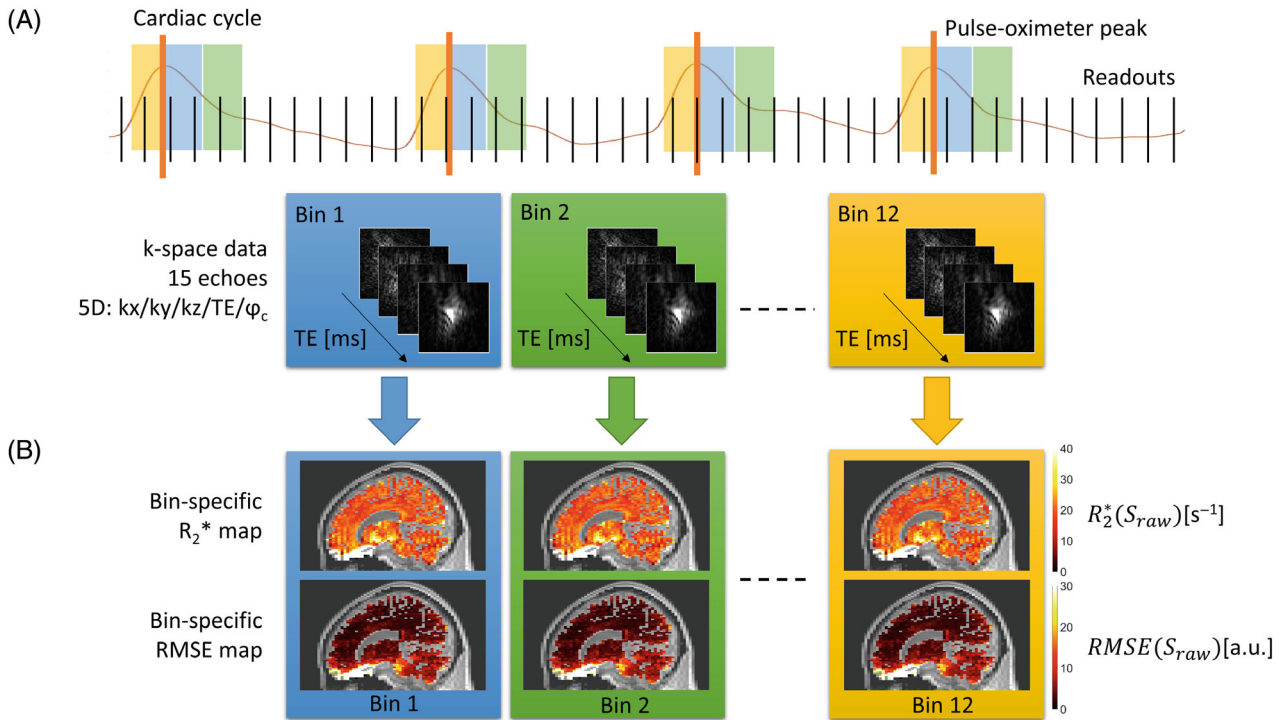 (A)
Cardiac cycle
Pulse-oximeter peak
Readouts
k-space data
15 echoes
5D: kx/ky/kz/TE/φc
Bin 1
TE [ms]
Bin 2
TE [ms]
Bin 12
TE [ms]
(B)
Bin-specific
R2* map
Bin-specific
RMSE map
Bin 1
Bin 2
Bin 12
40
30
20
10
0
R2*(Sraw)[s⁻¹]
30
20
10
0
RMSE(Sraw)[a.u.]